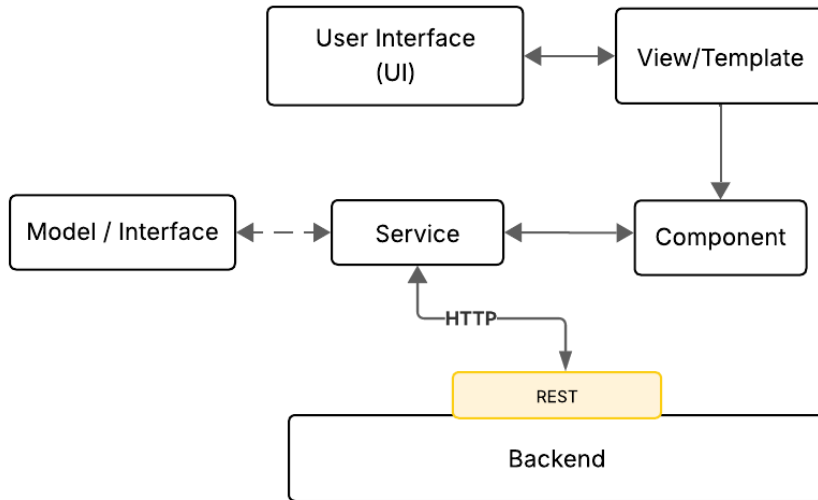 User Interface
(UI)
View/Template
Model / Interface
Service
Component
HTTP
REST
Backend